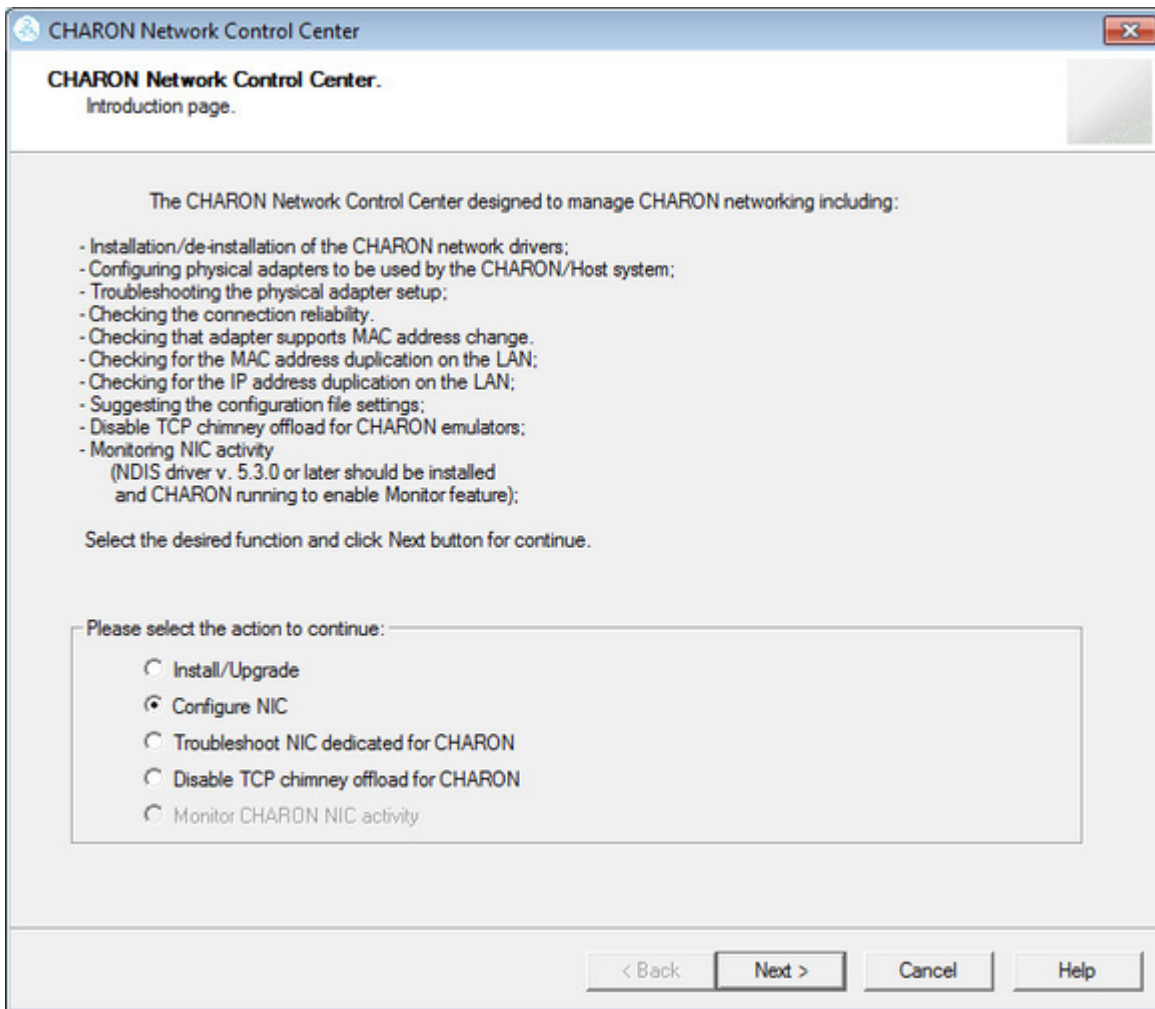 CHARON Network Control Center
CHARON Network Control Center.
Introduction page.
The CHARON Network Control Center designed to manage CHARON networking including:
- Installation/de-installation of the CHARON network drivers;
- Configuring physical adapters to be used by the CHARON/Host system;
- Troubleshooting the physical adapter setup;
- Checking the connection reliability.
- Checking that adapter supports MAC address change.
- Checking for the MAC address duplication on the LAN;
- Checking for the IP address duplication on the LAN;
- Suggesting the configuration file settings;
- Disable TCP chimney offload for CHARON emulators;
- Monitoring NIC activity
(NDIS driver v. 5.3.0 or later should be installed
and CHARON running to enable Monitor feature);
Select the desired function and click Next button for continue.
Please select the action to continue:
Install/Upgrade
Configure NIC
Troubleshoot NIC dedicated for CHARON
Disable TCP chimney offload for CHARON
Monitor CHARON NIC activity
< Back Next > Cancel Help